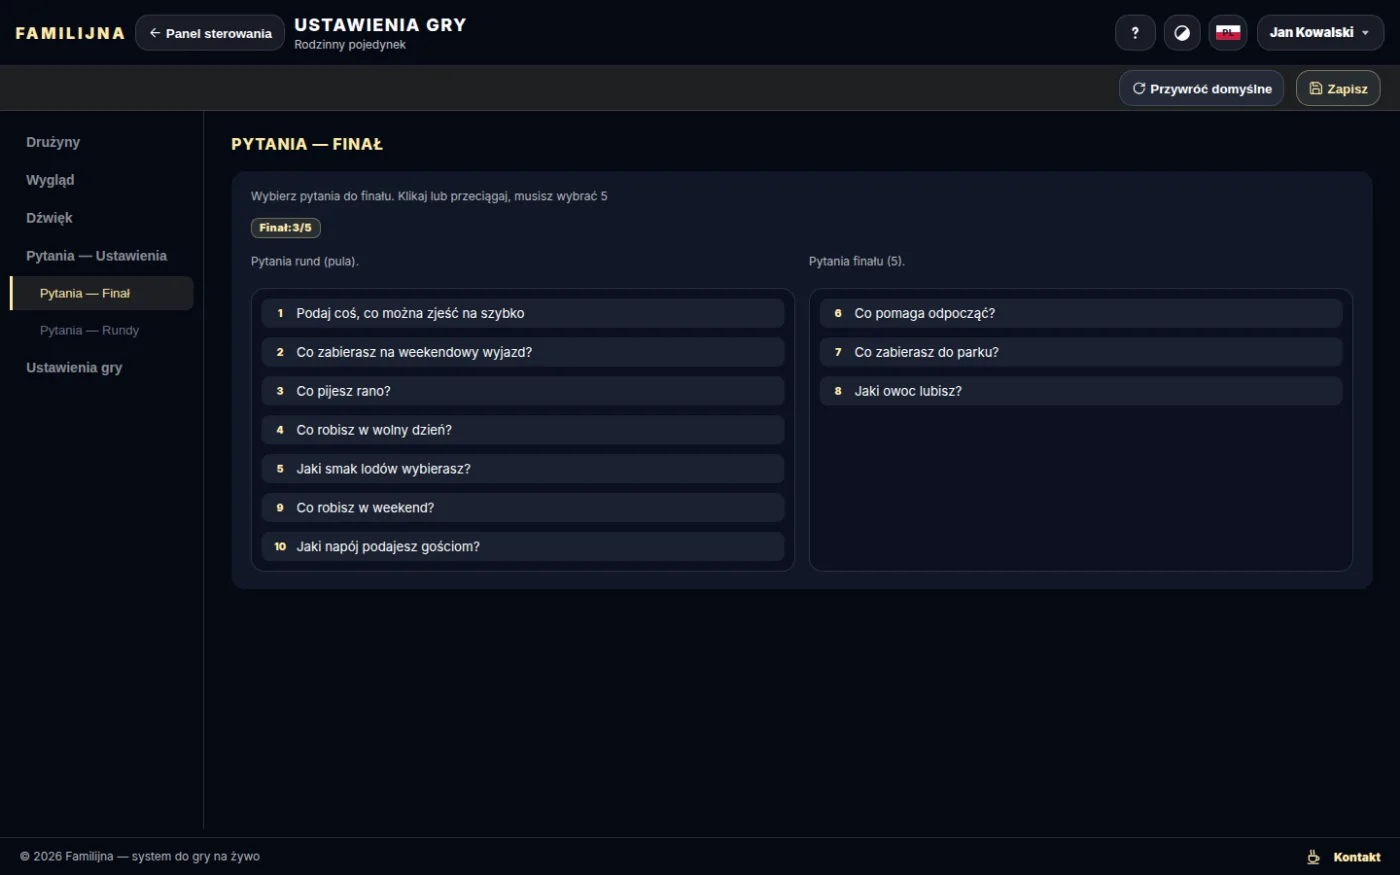 FAMILIJNA
← Panel sterowania
USTAWIENIA GRY
Rodzinny pojedynek
?
PL
Jan Kowalski
Przywróć domyślne
Zapisz
Drużyny
Wygląd
Dźwięk
Pytania — Ustawienia
Pytania — Finał
Pytania — Rundy
Ustawienia gry
PYTANIA — FINAŁ
Wybierz pytania do finału. Klikaj lub przeciągaj, musisz wybrać 5
Finał:3/5
Pytania rund (pula).
1 Podaj coś, co można zjeść na szybko
2 Co zabierasz na weekendowy wyjazd?
3 Co pijesz rano?
4 Co robisz w wolny dzień?
5 Jaki smak lodów wybierasz?
9 Co robisz w weekend?
10 Jaki napój podajesz gościom?
Pytania finału (5).
6 Co pomaga odpocząć?
7 Co zabierasz do parku?
8 Jaki owoc lubisz?
© 2026 Familijna — system do gry na żywo
Kontakt